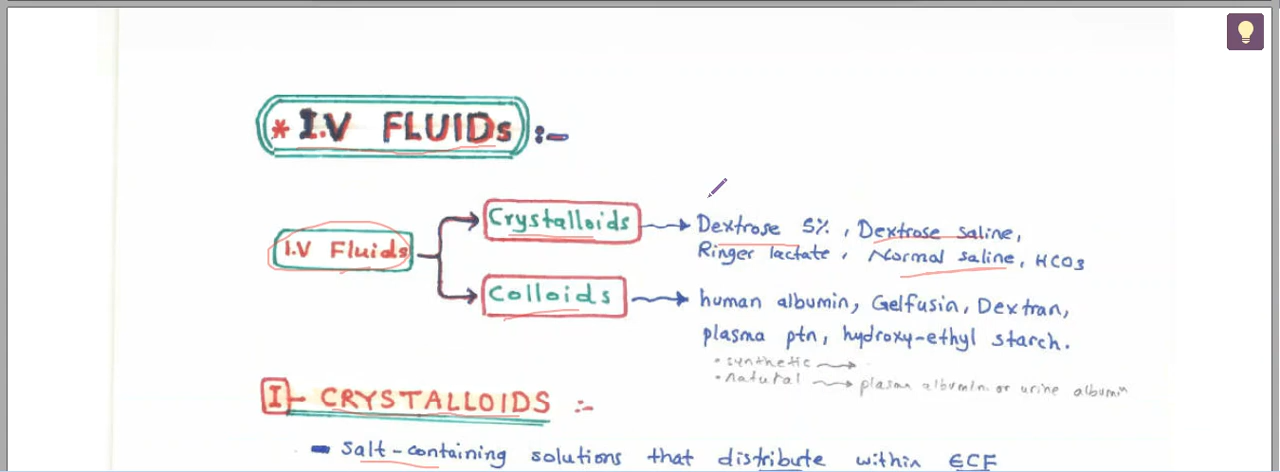 * I.V FLUIDs :-
I.V Fluids
Crystalloids
Dextrose 5%, Dextrose saline,
Ringer lactate, Normal saline, HCO3
Colloids
human albumin, Gelfusin, Dextran,
plasma ptn, hydroxy-ethyl starch.
• synthetic
• natural → plasma albumin or urine albumin
I- CRYSTALLOIDS :-
Salt-containing solutions that distribute within ECF